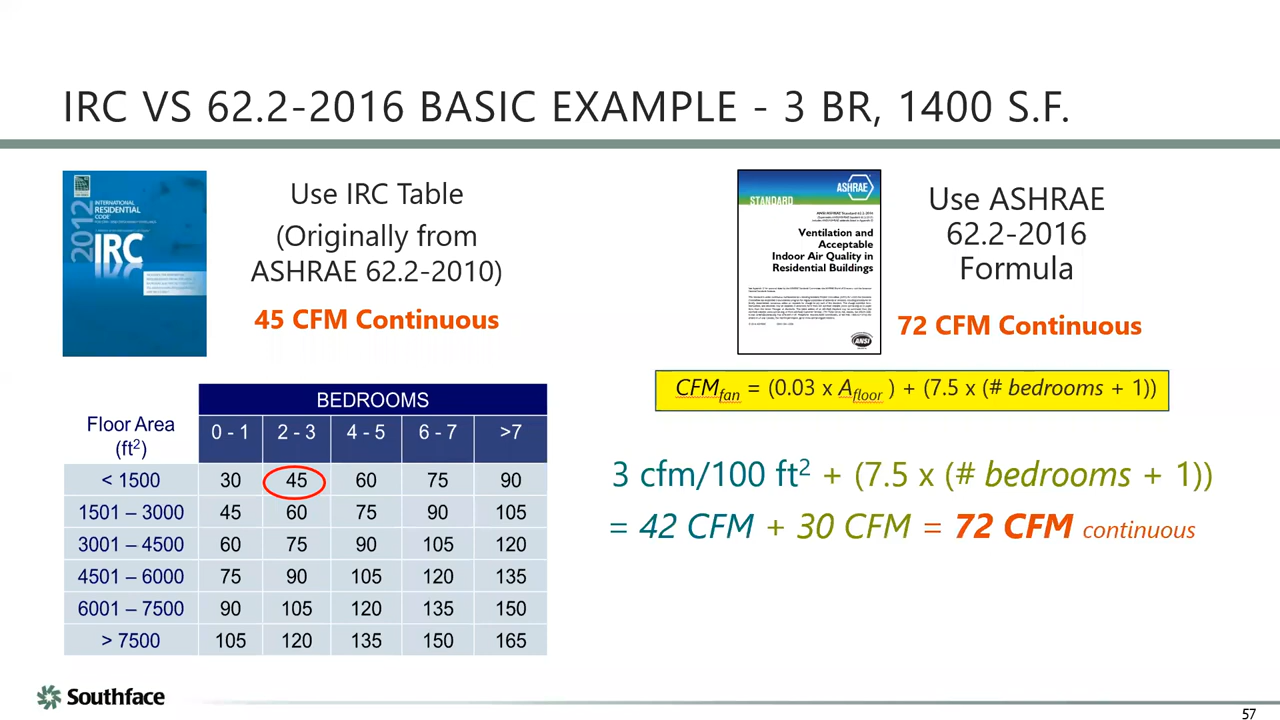 IRC VS 62.2-2016 BASIC EXAMPLE - 3 BR, 1400 S.F.
2012
INTERNATIONAL
RESIDENTIAL
CODE
IRC
Use IRC Table
(Originally from
ASHRAE 62.2-2010)
45 CFM Continuous
ASHRAE
STANDARD
Ventilation and
Acceptable
Indoor Air Quality in
Residential Buildings
ANSI
Use ASHRAE
62.2-2016
Formula
72 CFM Continuous
Floor Area
(ft²)
BEDROOMS
0 - 1 2 - 3 4 - 5 6 - 7 >7
< 1500 30 45 60 75 90
1501 – 3000 45 60 75 90 105
3001 – 4500 60 75 90 105 120
4501 – 6000 75 90 105 120 135
6001 – 7500 90 105 120 135 150
> 7500 105 120 135 150 165
CFMfan = (0.03 x Afloor ) + (7.5 x (# bedrooms + 1))
3 cfm/100 ft² + (7.5 x (# bedrooms + 1))
= 42 CFM + 30 CFM = 72 CFM continuous
Southface
57